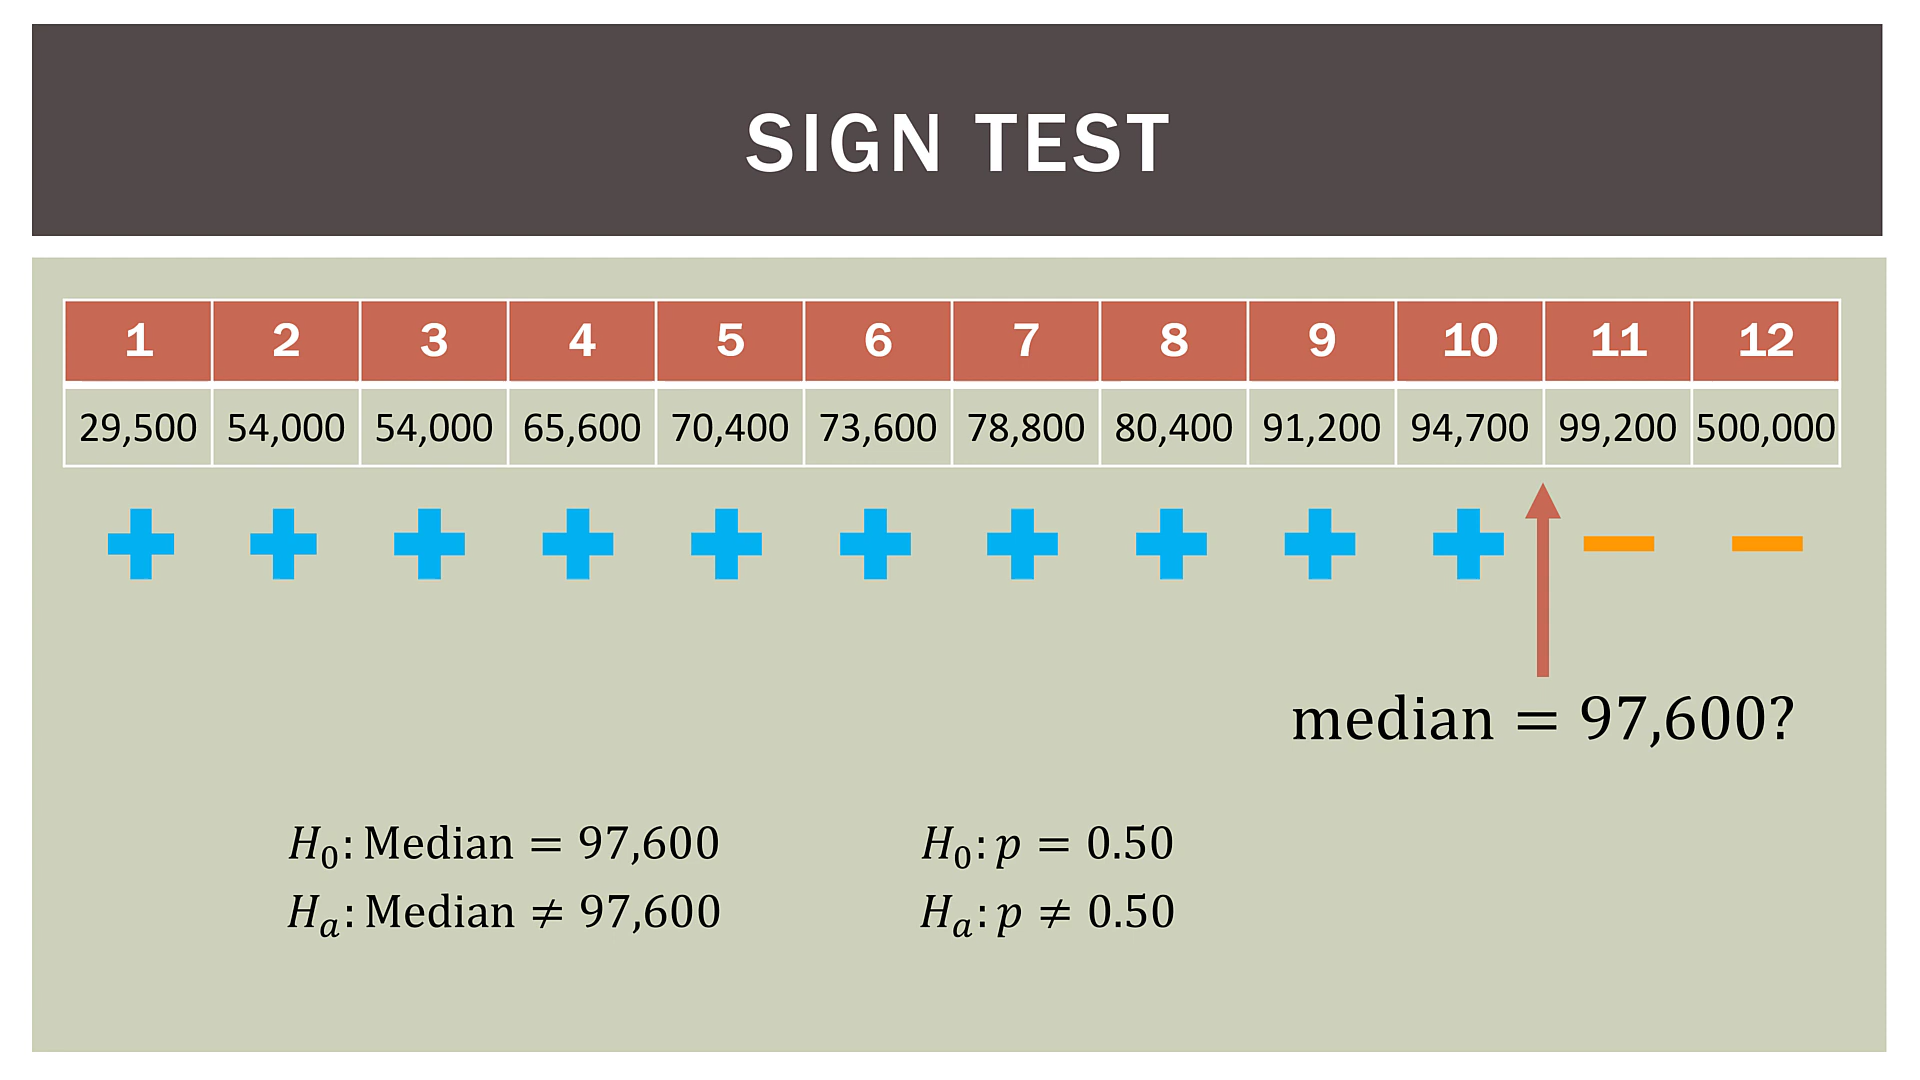 SIGN TEST
1 2 3 4 5 6 7 8 9 10 11 12
29,500 54,000 54,000 65,600 70,400 73,600 78,800 80,400 91,200 94,700 99,200 500,000
median = 97,600?
H₀: Median = 97,600 H₀: p = 0.50
Hₐ: Median ≠ 97,600 Hₐ: p ≠ 0.50